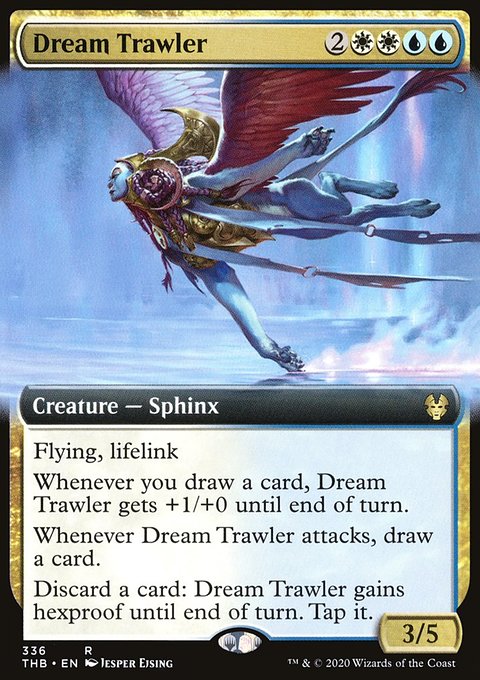 Dream Trawler 2
Creature — Sphinx
Flying, lifelink
Whenever you draw a card, Dream
Trawler gets +1/+0 until end of turn.
Whenever Dream Trawler attacks, draw
a card.
Discard a card: Dream Trawler gains
hexproof until end of turn. Tap it.
3/5
336 R
THB • EN Jesper Eising
™ & © 2020 Wizards of the Coast